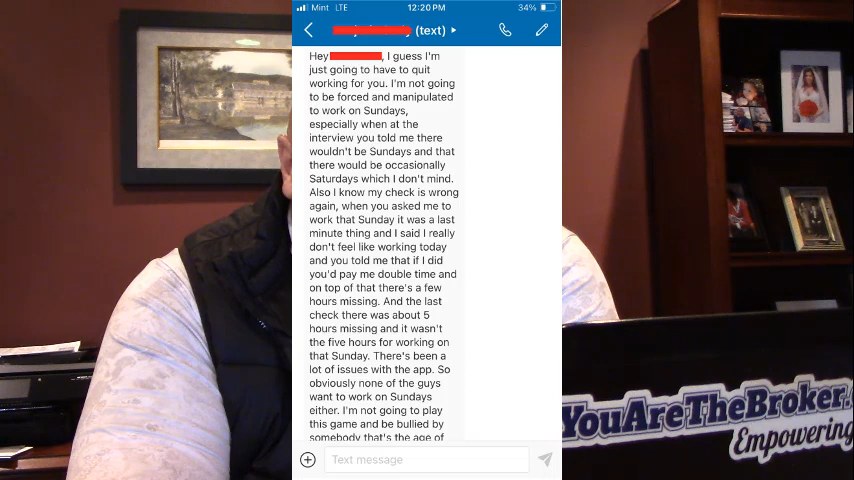 Mint LTE 12:20 PM 34%
(text)
Hey , I guess I'm
just going to have to quit
working for you. I'm not going
to be forced and manipulated
to work on Sundays,
especially when at the
interview you told me there
wouldn't be Sundays and that
there would be occasionally
Saturdays which I don't mind.
Also I know my check is wrong
again, when you asked me to
work that Sunday it was a last
minute thing and I said I really
don't feel like working today
and you told me that if I did
you'd pay me double time and
on top of that there's a few
hours missing. And the last
check there was about 5
hours missing and it wasn't
the five hours for working on
that Sunday. There's been a
lot of issues with the app. So
obviously none of the guys
want to work on Sundays
either. I'm not going to play
this game and be bullied by
somebody that's the age of
Text message
YouAreTheBroker.
Empowering